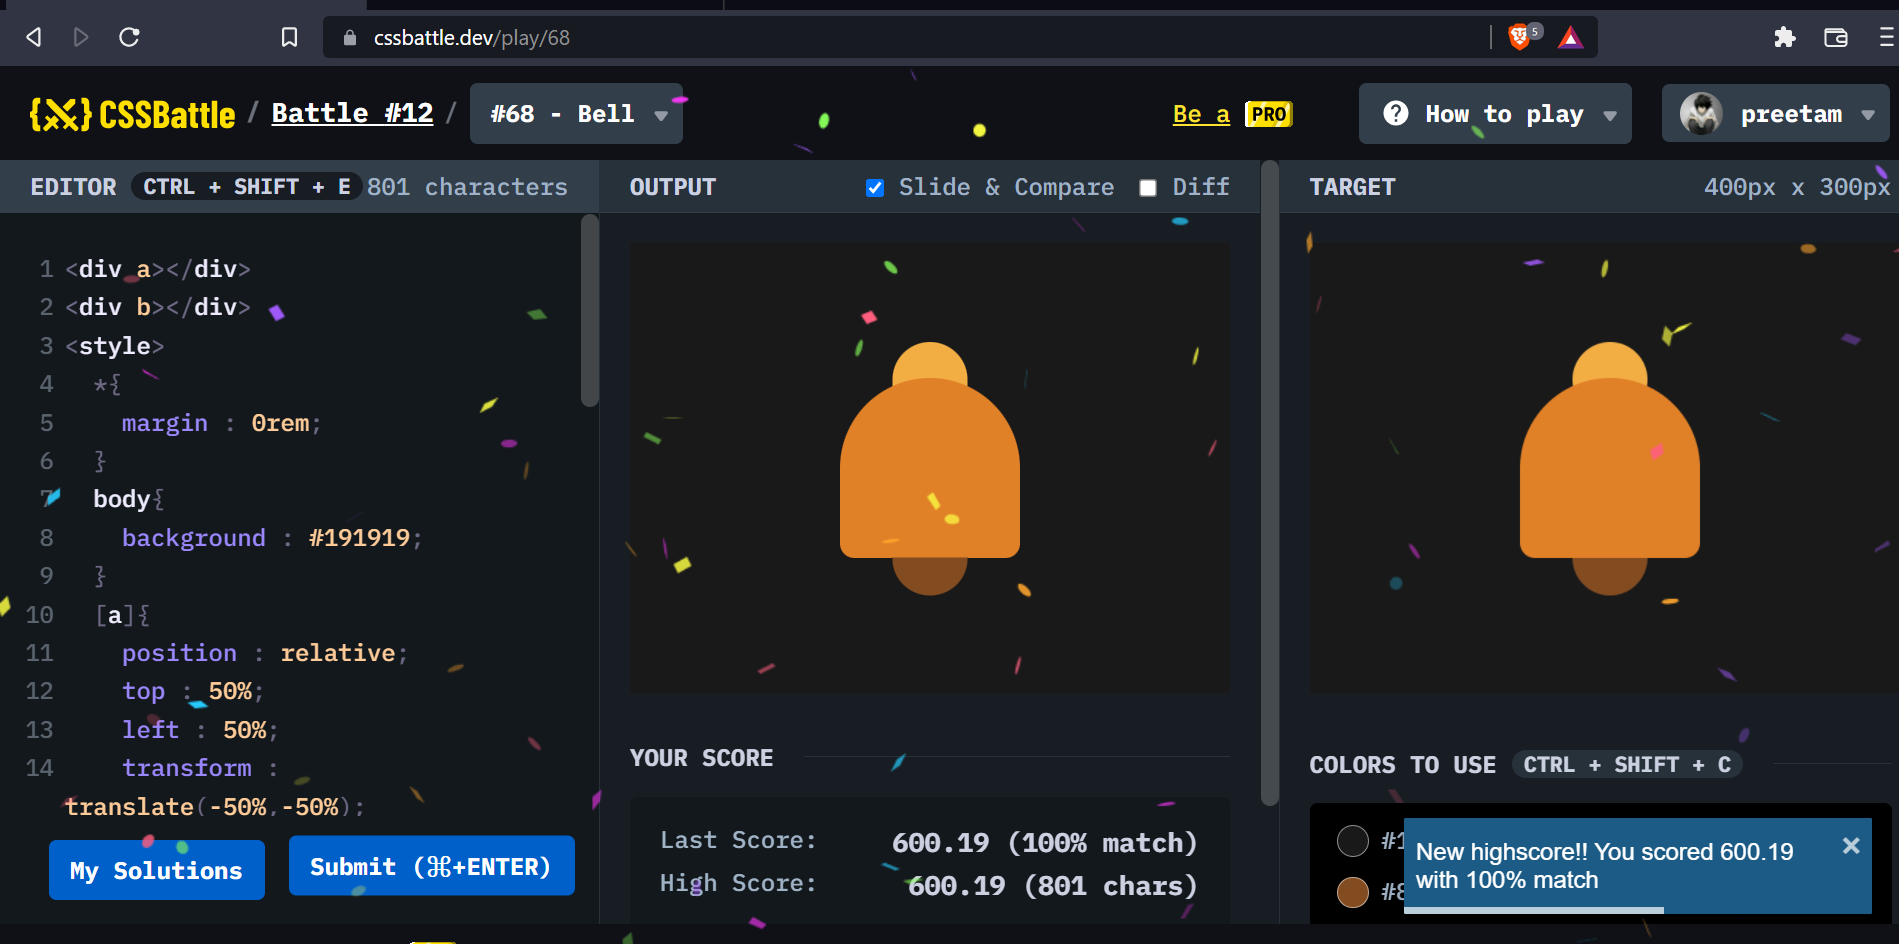 cssbattle.dev/play/68
5
{X} CSSBattle / Battle #12 / #68 - Bell
Be a PRO
How to play
preetam
EDITOR CTRL + SHIFT + E 801 characters
OUTPUT Slide & Compare Diff
TARGET 400px x 300px
1 <div a></div>
2 <div b></div>
3 <style>
4 *{
5 margin : 0rem;
6 }
7 body{
8 background : #191919;
9 }
10 [a]{
11 position : relative;
12 top : 50%;
13 left : 50%;
14 transform :
translate(-50%,-50%);
My Solutions
Submit (⌘+ENTER)
YOUR SCORE
Last Score: 600.19 (100% match)
High Score: 600.19 (801 chars)
COLORS TO USE CTRL + SHIFT + C
#1
#8
New highscore!! You scored 600.19
with 100% match